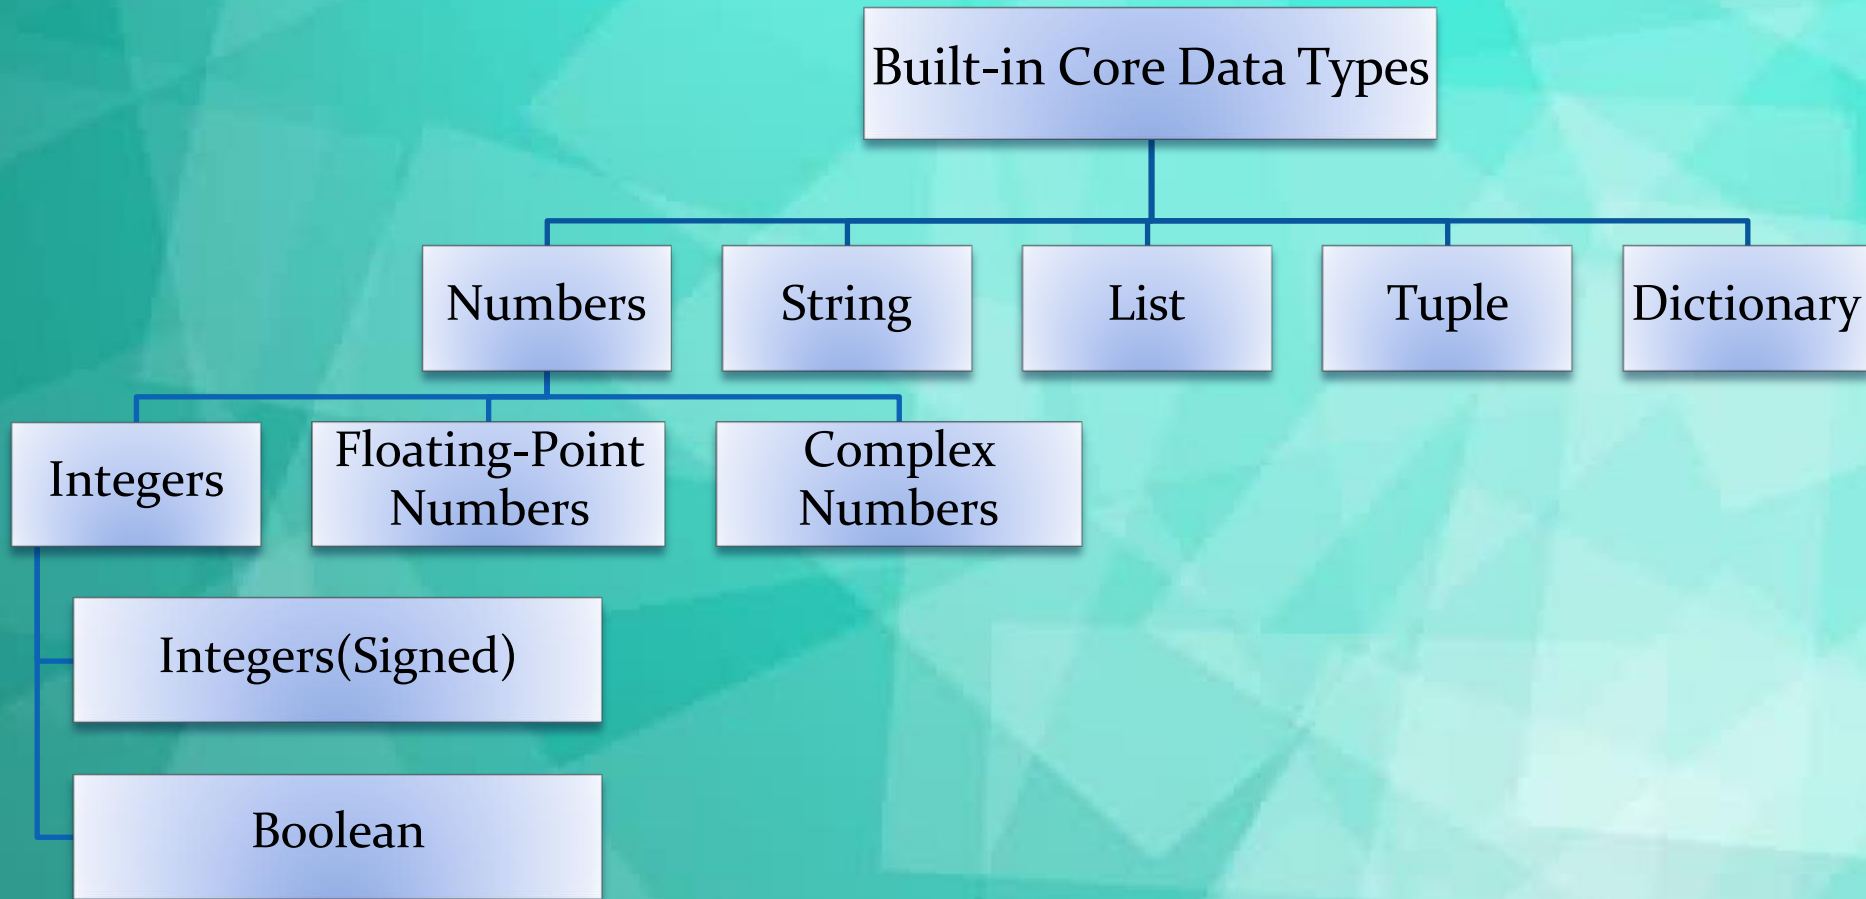 Built-in Core Data Types
Numbers
String
List
Tuple
Dictionary
Integers
Floating-Point
Numbers
Complex
Numbers
Integers(Signed)
Boolean